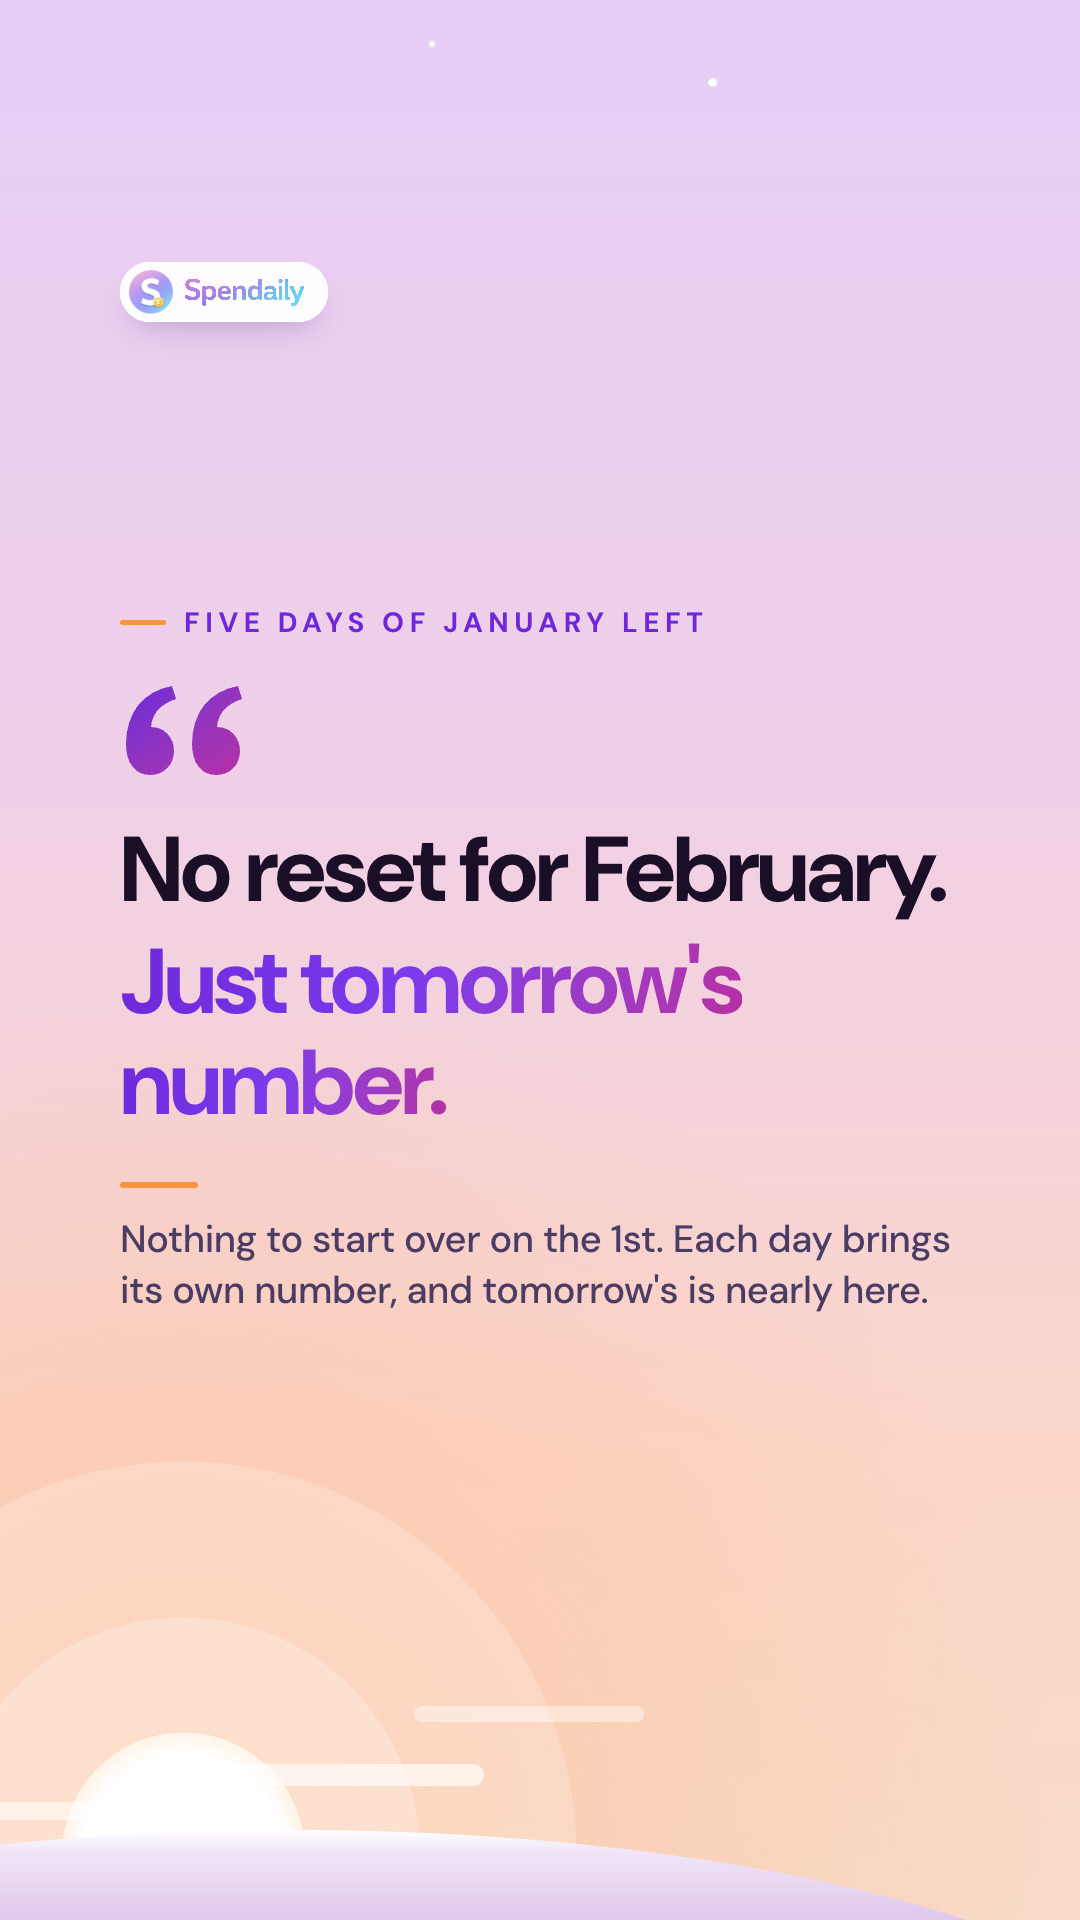 Spendaily
FIVE DAYS OF JANUARY LEFT
“
No reset for February.
Just tomorrow's
number.
Nothing to start over on the 1st. Each day brings
its own number, and tomorrow's is nearly here.